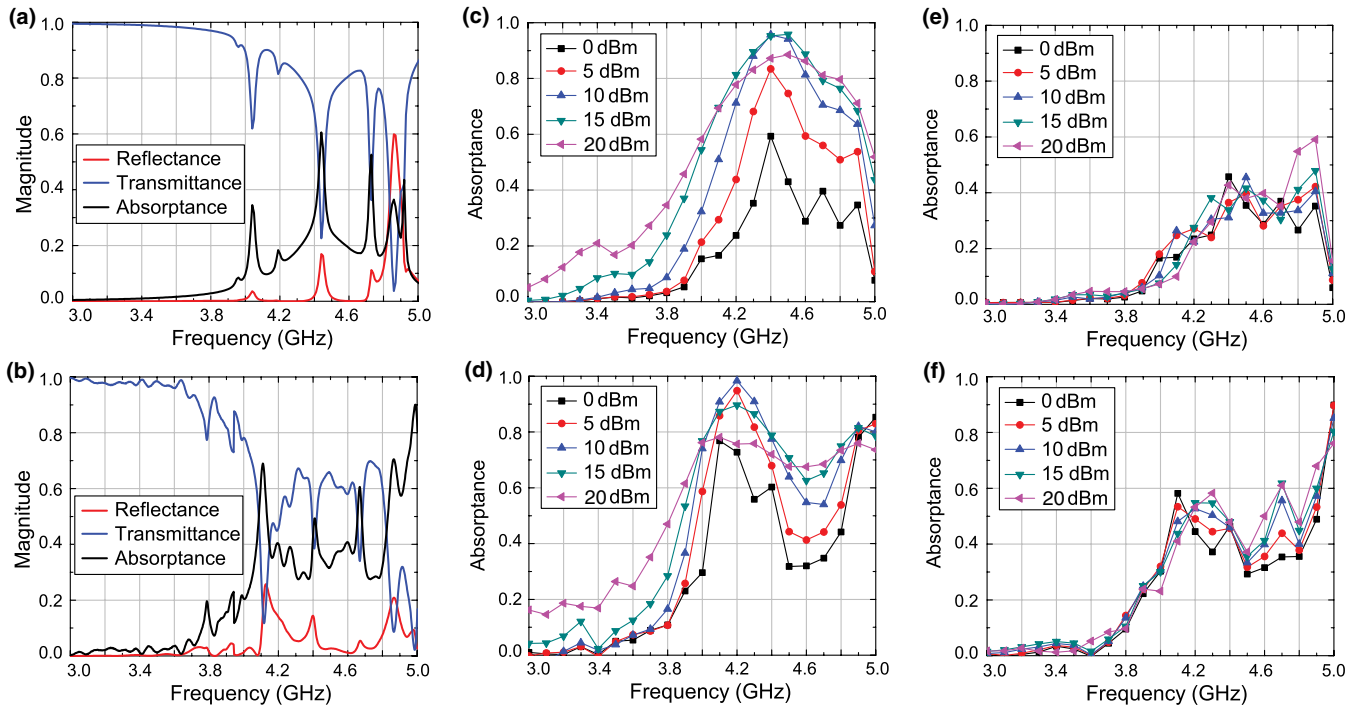 (a)
1.0
0.8
0.6
0.4
0.2
0.0
Magnitude
Reflectance
Transmittance
Absorptance
3.0 3.4 3.8 4.2 4.6 5.0
Frequency (GHz)
(b)
1.0
0.8
0.6
0.4
0.2
0.0
Magnitude
Reflectance
Transmittance
Absorptance
3.0 3.4 3.8 4.2 4.6 5.0
Frequency (GHz)
(c)
1.0
0.8
0.6
0.4
0.2
0.0
Absorptance
0 dBm
5 dBm
10 dBm
15 dBm
20 dBm
3.0 3.4 3.8 4.2 4.6 5.0
Frequency (GHz)
(d)
1.0
0.8
0.6
0.4
0.2
0.0
Absorptance
0 dBm
5 dBm
10 dBm
15 dBm
20 dBm
3.0 3.4 3.8 4.2 4.6 5.0
Frequency (GHz)
(e)
1.0
0.8
0.6
0.4
0.2
0.0
Absorptance
0 dBm
5 dBm
10 dBm
15 dBm
20 dBm
3.0 3.4 3.8 4.2 4.6 5.0
Frequency (GHz)
(f)
1.0
0.8
0.6
0.4
0.2
0.0
Absorptance
0 dBm
5 dBm
10 dBm
15 dBm
20 dBm
3.0 3.4 3.8 4.2 4.6 5.0
Frequency (GHz)